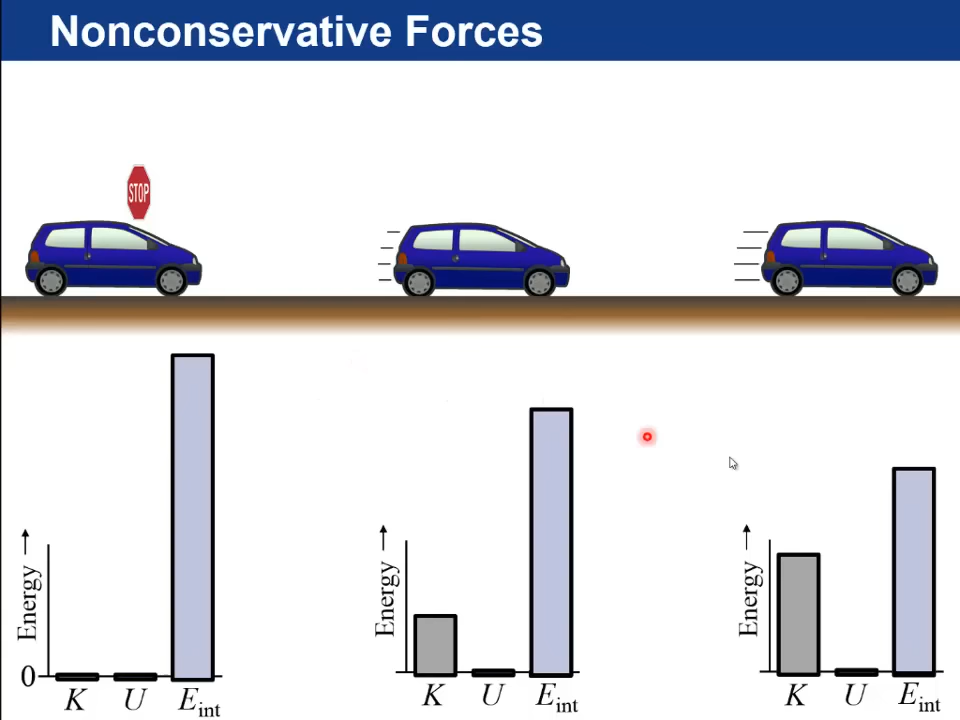 Nonconservative Forces
STOP
Energy →
0
K U E_int
Energy →
K U E_int
Energy →
K U E_int